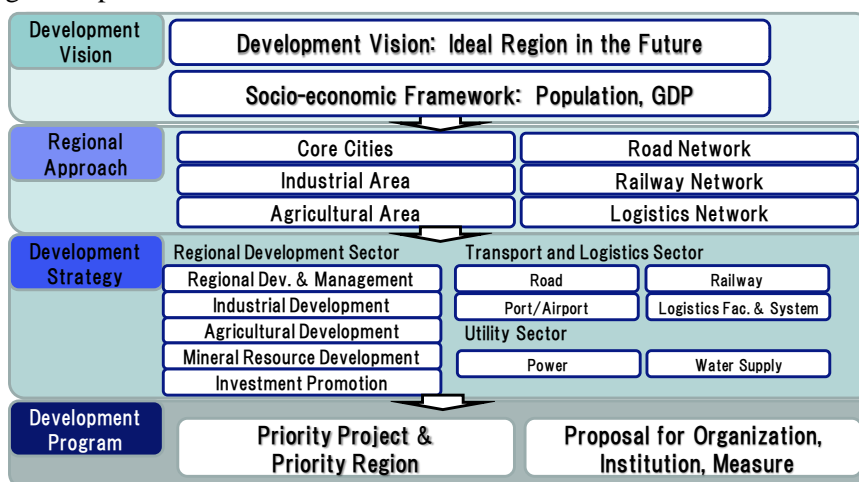 Development
Vision
Development Vision: Ideal Region in the Future
Socio-economic Framework: Population, GDP
Regional
Approach
Core Cities
Road Network
Industrial Area
Railway Network
Agricultural Area
Logistics Network
Development
Strategy
Regional Development Sector
Regional Dev. & Management
Industrial Development
Agricultural Development
Mineral Resource Development
Investment Promotion
Transport and Logistics Sector
Road
Railway
Port/Airport
Logistics Fac. & System
Utility Sector
Power
Water Supply
Development
Program
Priority Project &
Priority Region
Proposal for Organization,
Institution, Measure